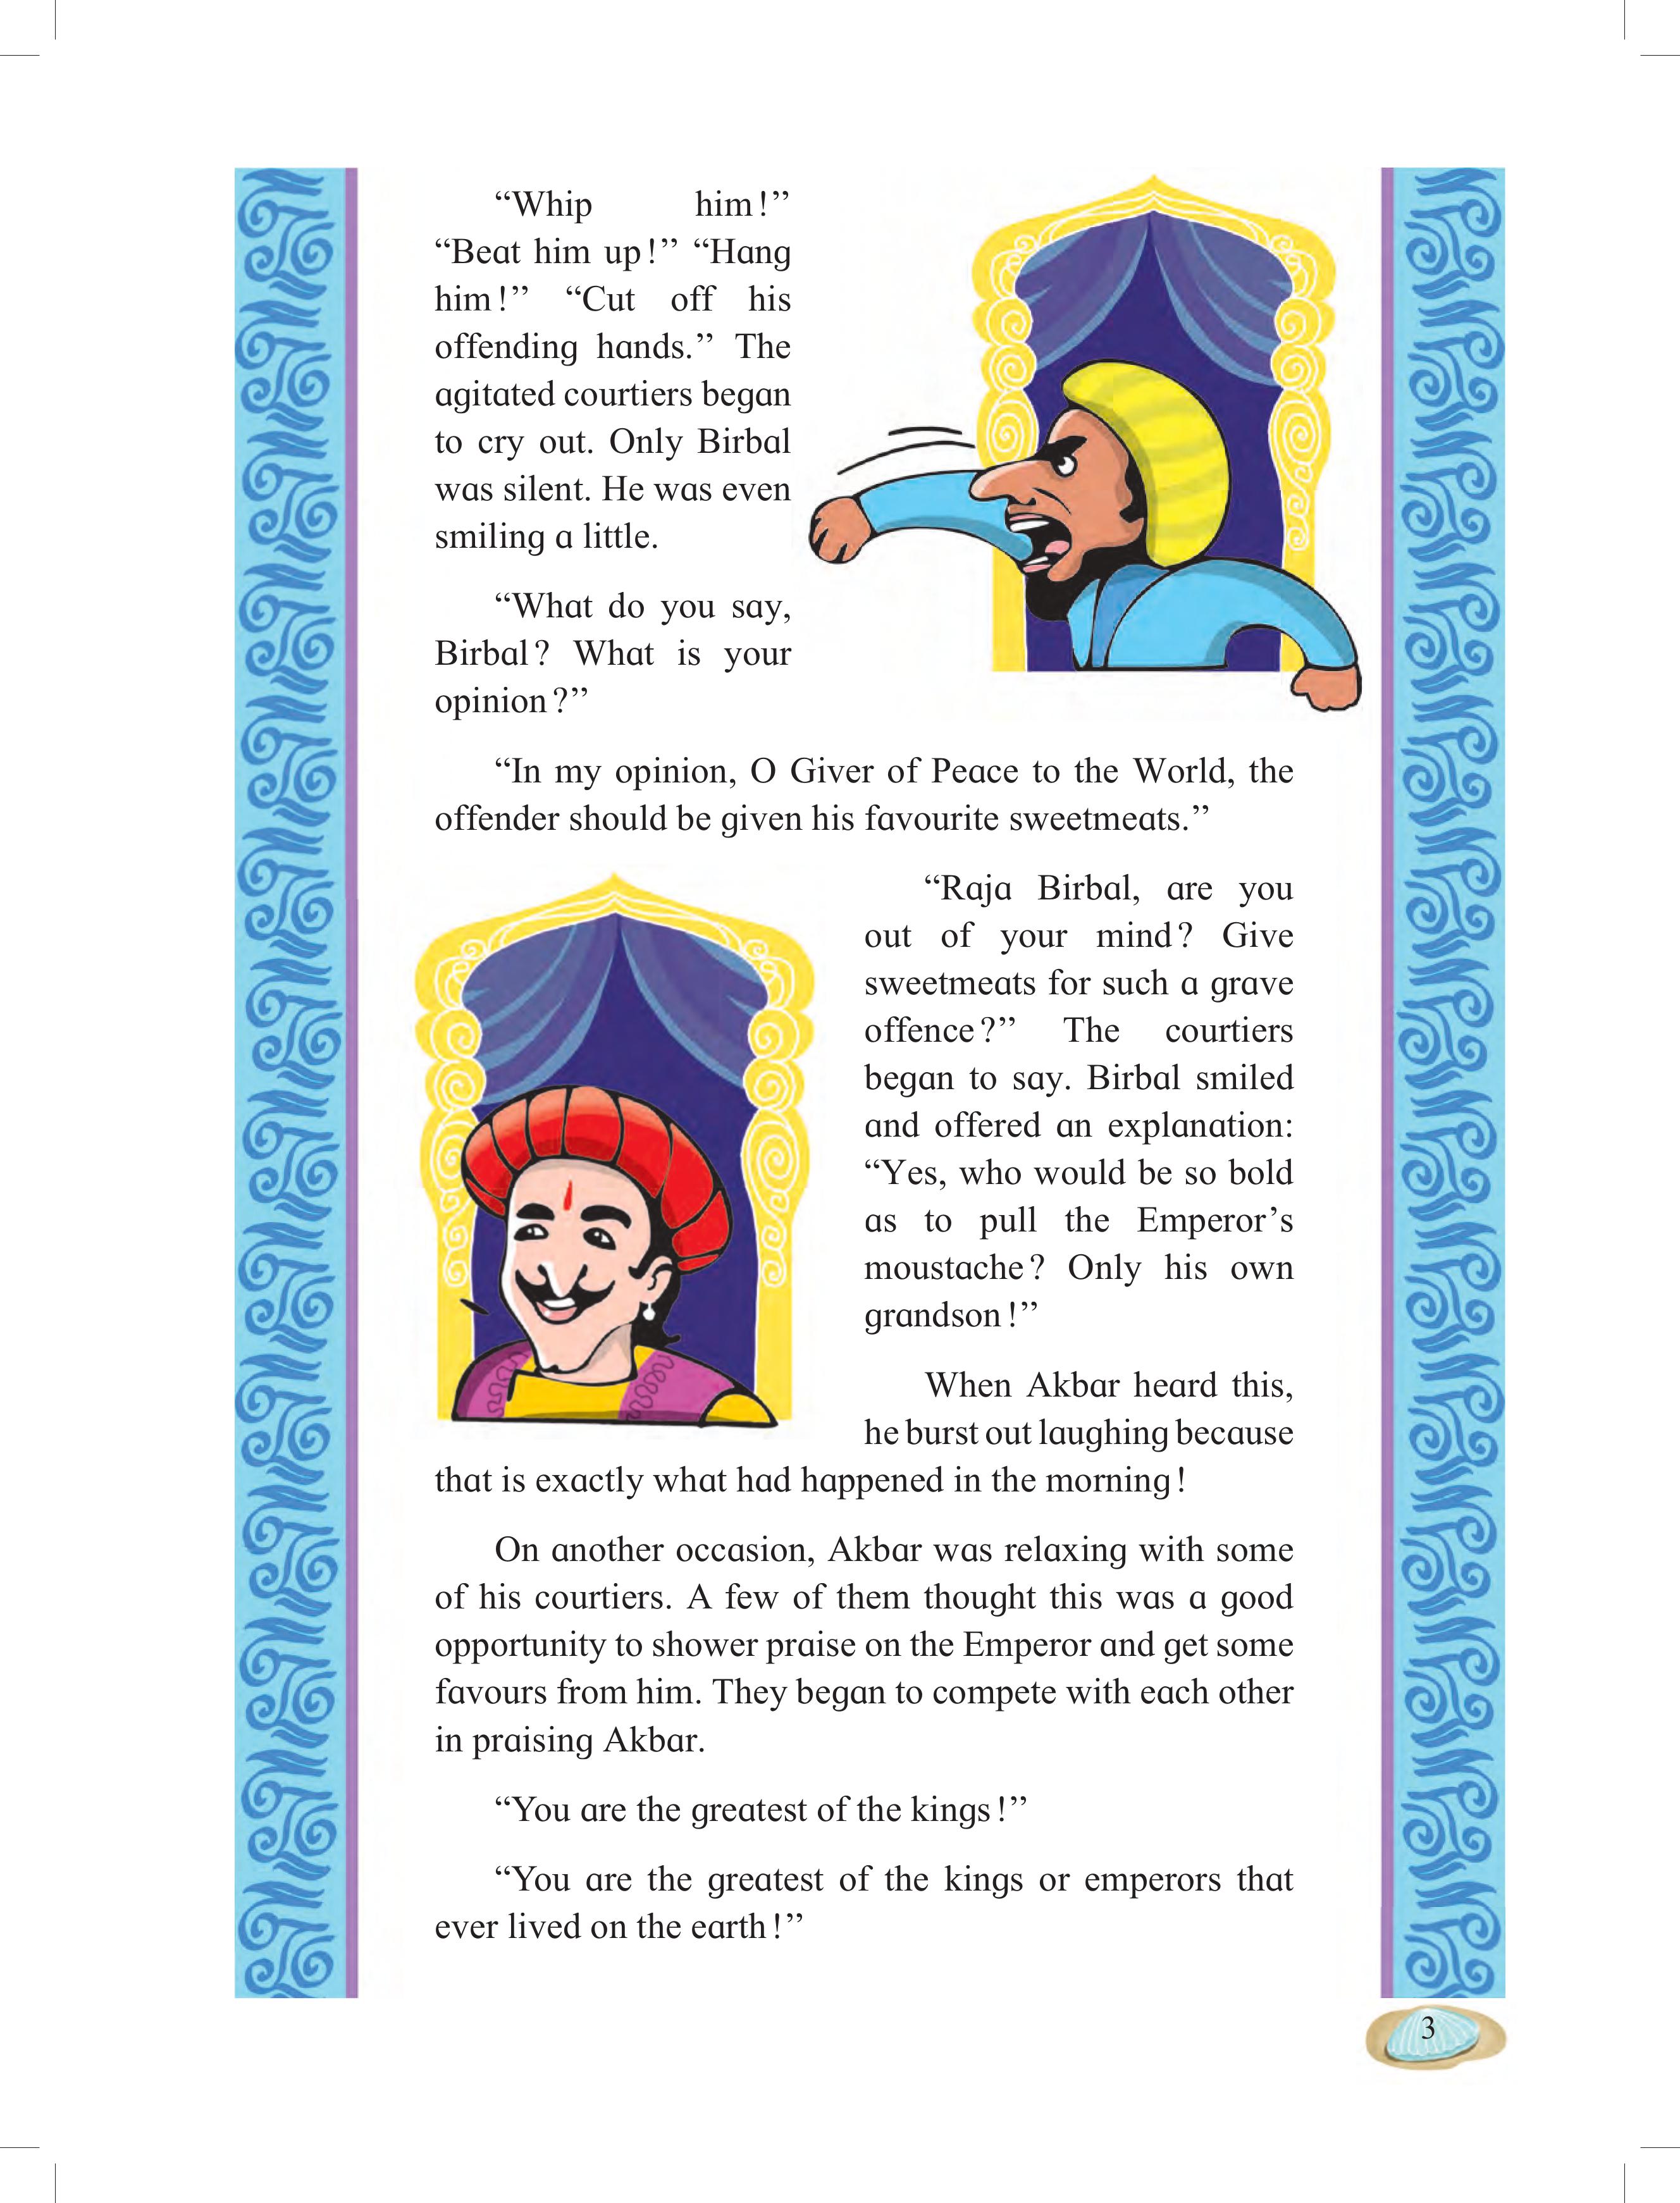 “Whip him!”
“Beat him up!” “Hang
him!” “Cut off his
offending hands.” The
agitated courtiers began
to cry out. Only Birbal
was silent. He was even
smiling a little.
“What do you say,
Birbal? What is your
opinion?”
“In my opinion, O Giver of Peace to the World, the
offender should be given his favourite sweetmeats.”
“Raja Birbal, are you
out of your mind? Give
sweetmeats for such a grave
offence?” The courtiers
began to say. Birbal smiled
and offered an explanation:
“Yes, who would be so bold
as to pull the Emperor’s
moustache? Only his own
grandson!”
When Akbar heard this,
he burst out laughing because
that is exactly what had happened in the morning!
On another occasion, Akbar was relaxing with some
of his courtiers. A few of them thought this was a good
opportunity to shower praise on the Emperor and get some
favours from him. They began to compete with each other
in praising Akbar.
“You are the greatest of the kings!”
“You are the greatest of the kings or emperors that
ever lived on the earth!”
3